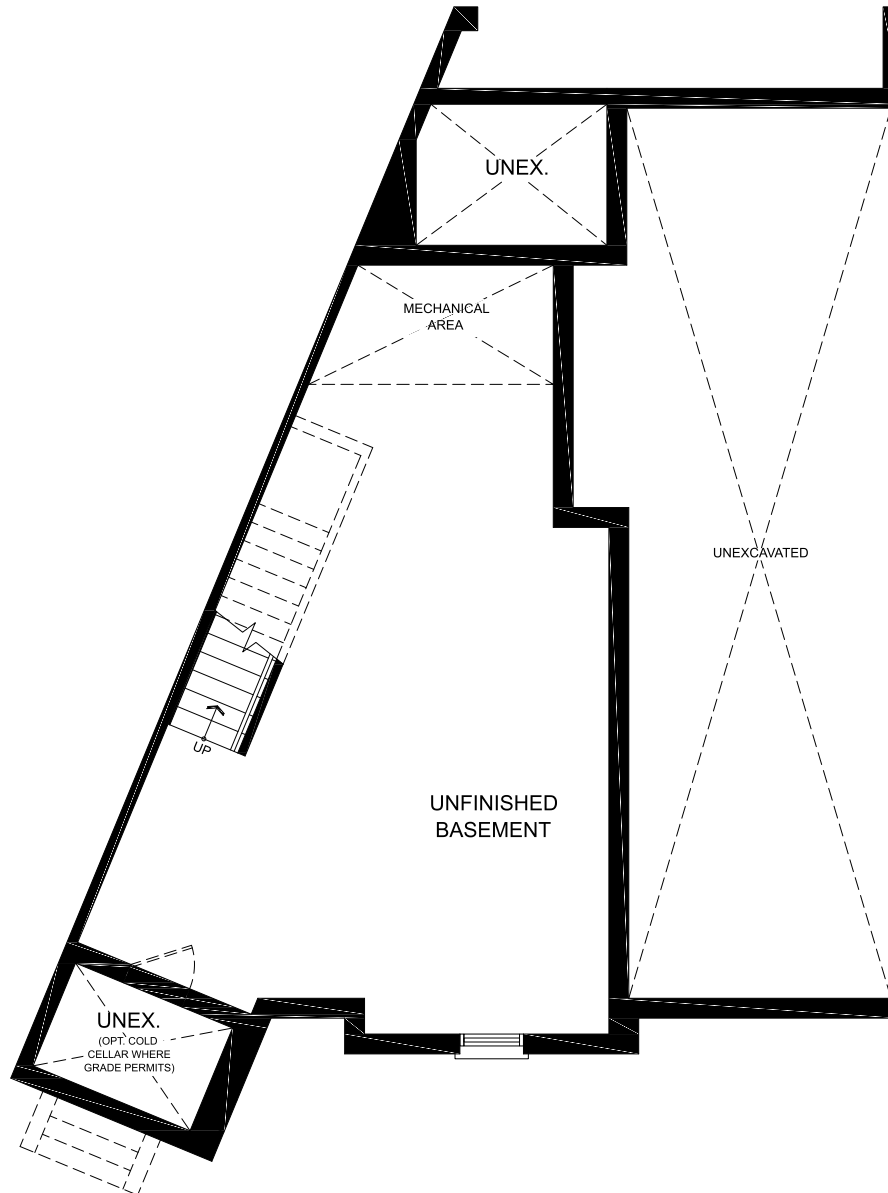 UNEX.
MECHANICAL
AREA
UNEXCAVATED
UP
UNFINISHED
BASEMENT
UNEX.
(OPT. COLD
CELLAR WHERE
GRADE PERMITS)